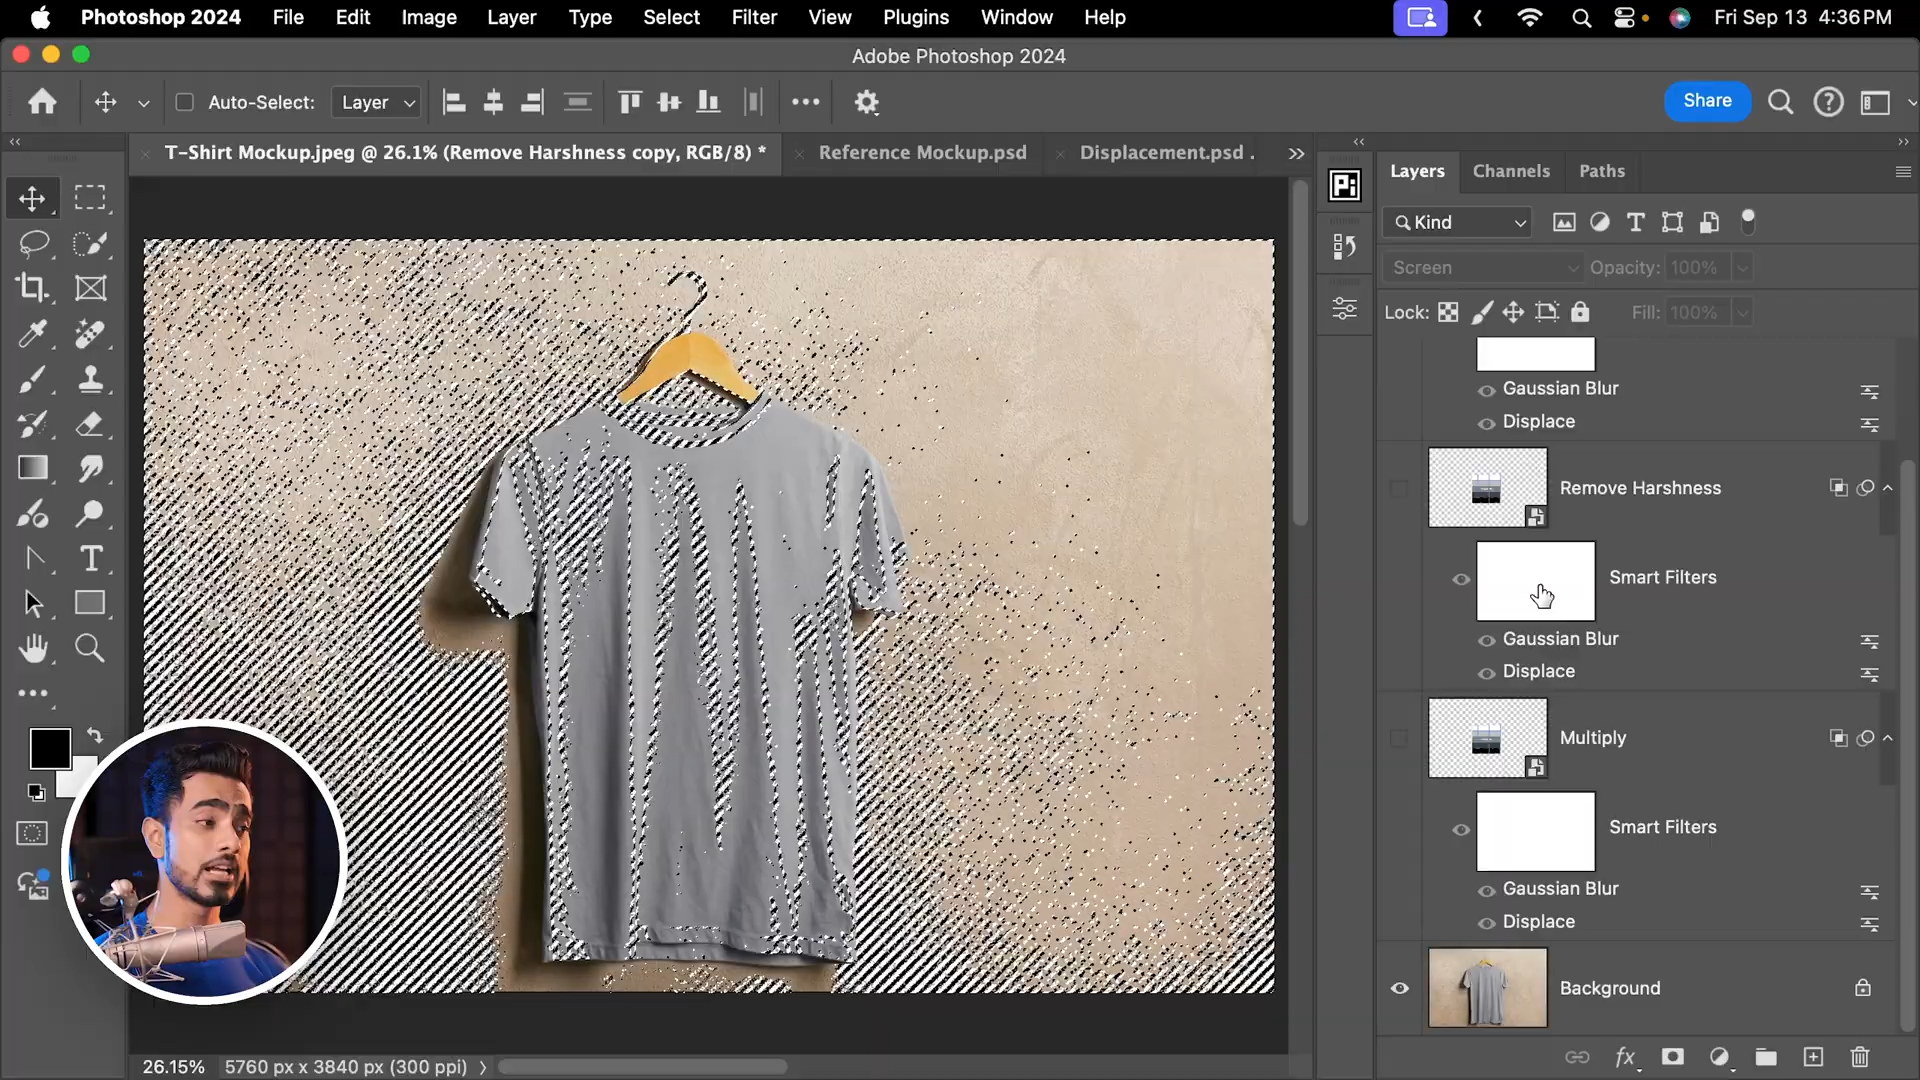 Photoshop 2024 File Edit Image Layer Type Select Filter View Plugins Window Help Fri Sep 13 4:36 PM
Adobe Photoshop 2024
Auto-Select: Layer Share
T-Shirt Mockup.jpeg @ 26.1% (Remove Harshness copy, RGB/8) * Reference Mockup.psd Displacement.psd .
Layers Channels Paths
Kind
Screen Opacity: 100%
Lock: Fill: 100%
Gaussian Blur
Displace
Remove Harshness
Smart Filters
Gaussian Blur
Displace
Multiply
Smart Filters
Gaussian Blur
Displace
Background
26.15% 5760 px x 3840 px (300 ppi)